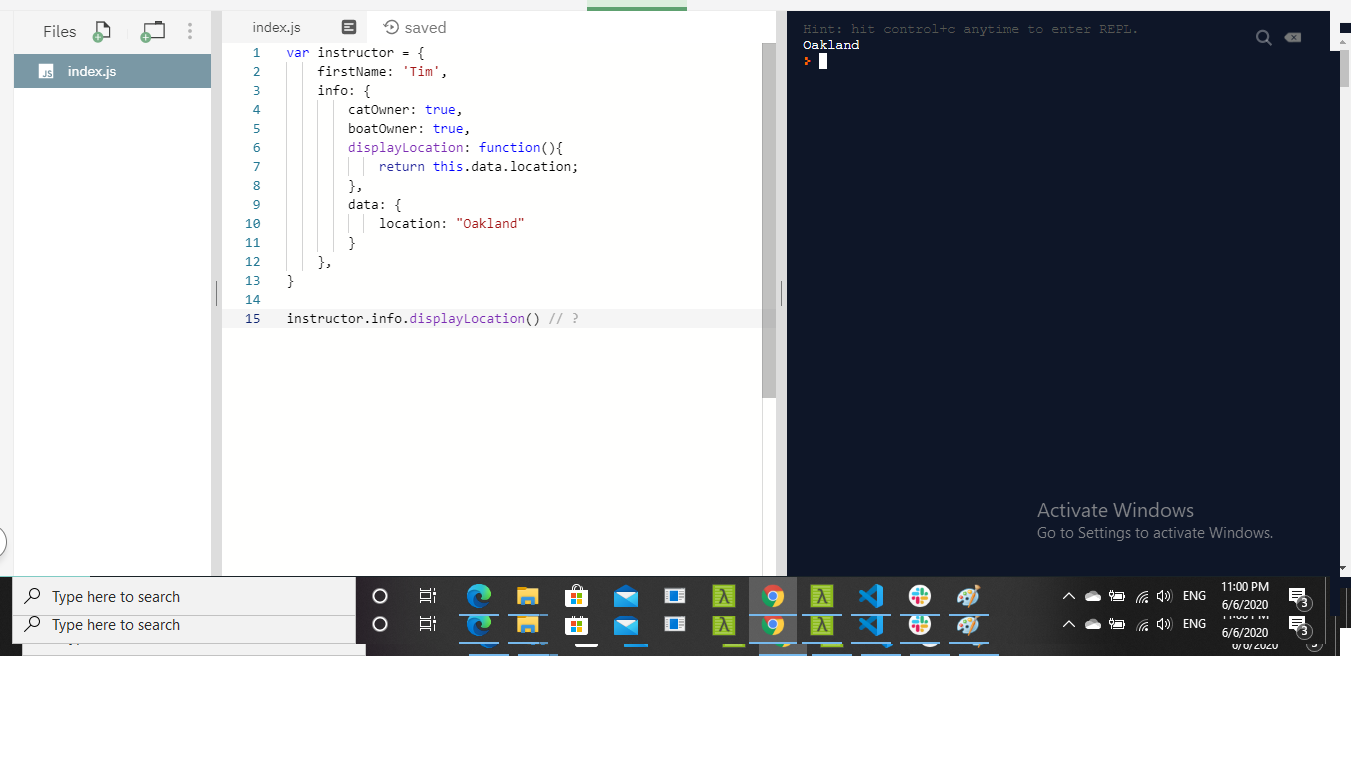 Files
index.js
saved
JS index.js
1 var instructor = {
2 firstName: 'Tim',
3 info: {
4 catOwner: true,
5 boatOwner: true,
6 displayLocation: function(){
7 return this.data.location;
8 },
9 data: {
10 location: "Oakland"
11 }
12 },
13 }
14
15 instructor.info.displayLocation() // ?
Hint: hit control+c anytime to enter REPL.
Oakland
>
Activate Windows
Go to Settings to activate Windows.
Type here to search
ENG
11:00 PM
6/6/2020
3
Type here to search
ENG
6/6/2020
3
6/6/2020